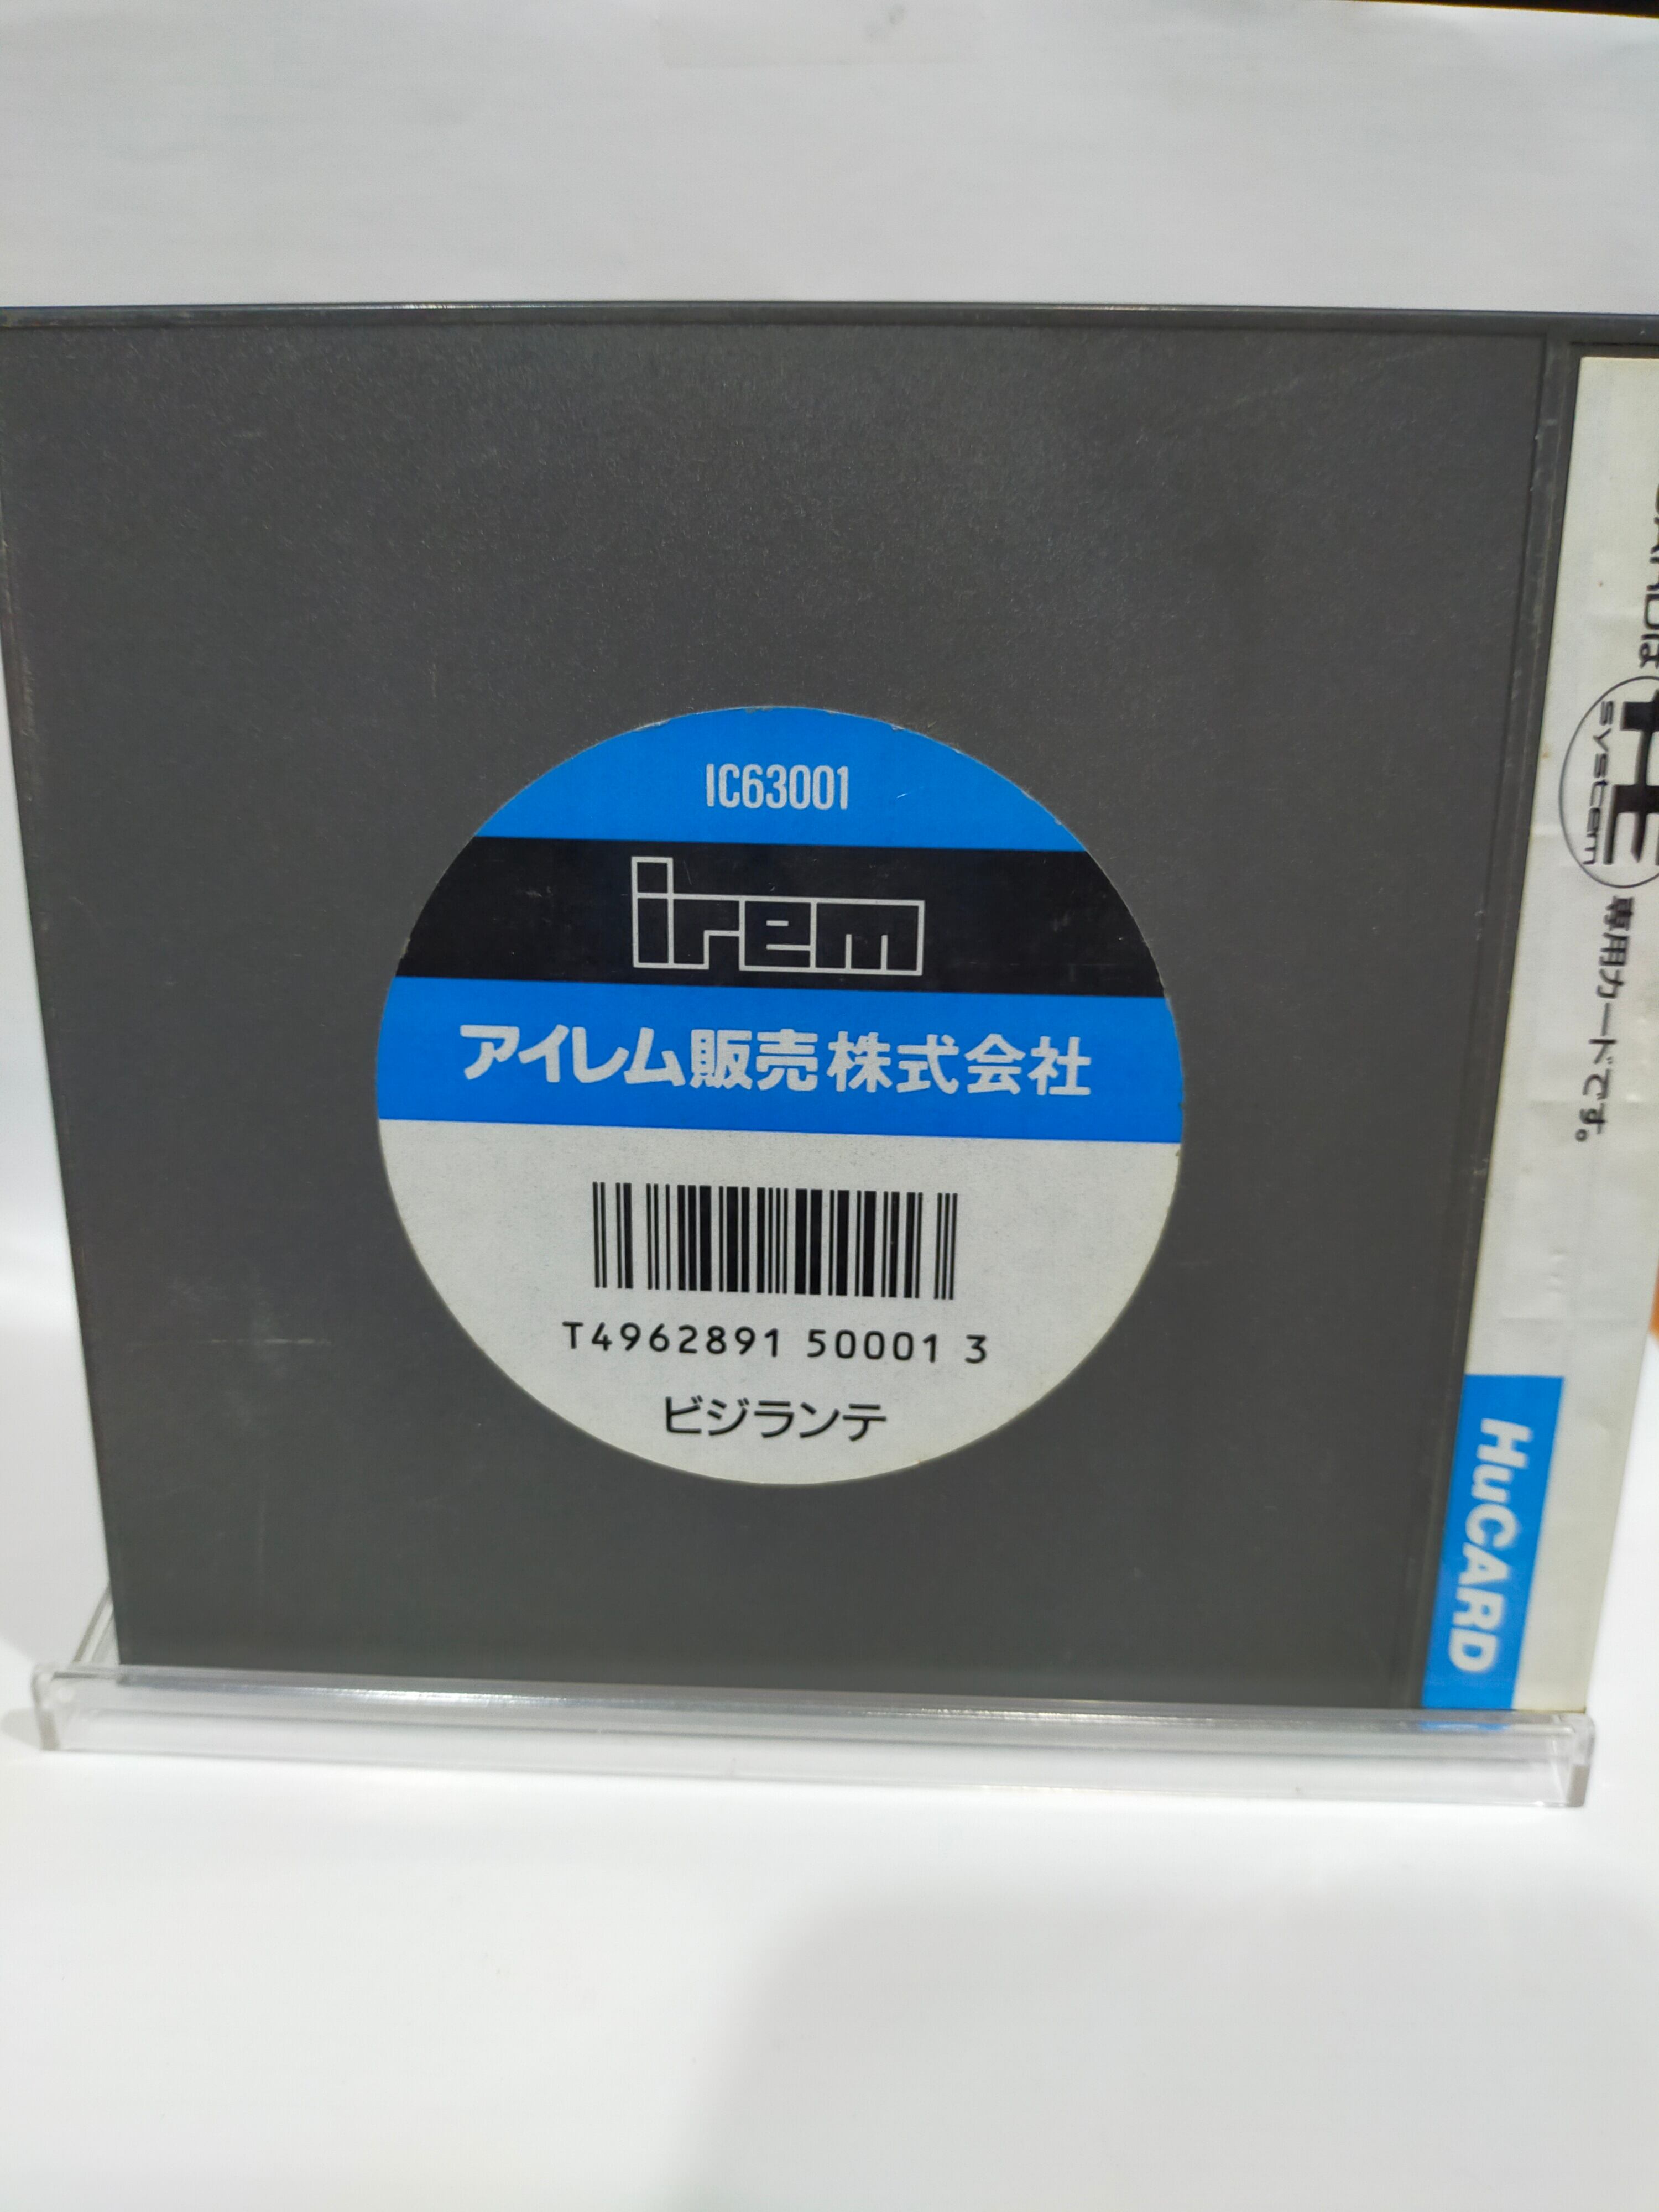 IC63001
irem
アイレム販売株式会社
T4962891 50001 3
ビジランテ
system
専用カードです。
HuCARD